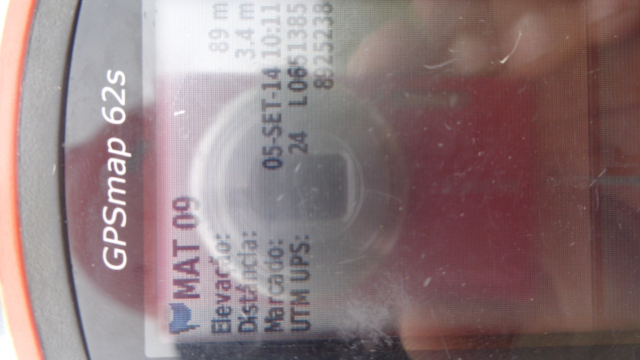 GPSmap 62s
MAT 09
Elevação: 89 m
Distância: 3.4 m
Marcado: 05-SET-14 10:11
UTM UPS: 24 L 0651385
8925238